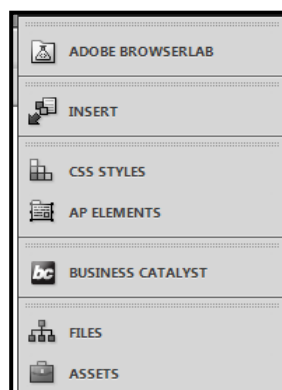 ADOBE BROWSERLAB
INSERT
CSS STYLES
AP ELEMENTS
bc BUSINESS CATALYST
FILES
ASSETS